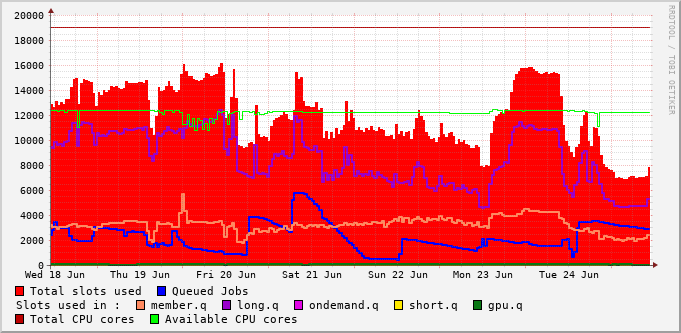 20000
18000
16000
14000
12000
10000
8000
6000
4000
2000
0
Wed 18 Jun Thu 19 Jun Fri 20 Jun Sat 21 Jun Sun 22 Jun Mon 23 Jun Tue 24 Jun
Total slots used Queued Jobs
Slots used in : member.q long.q ondemand.q short.q gpu.q
Total CPU cores Available CPU cores
RRDTOOL / TOBI OETIKER